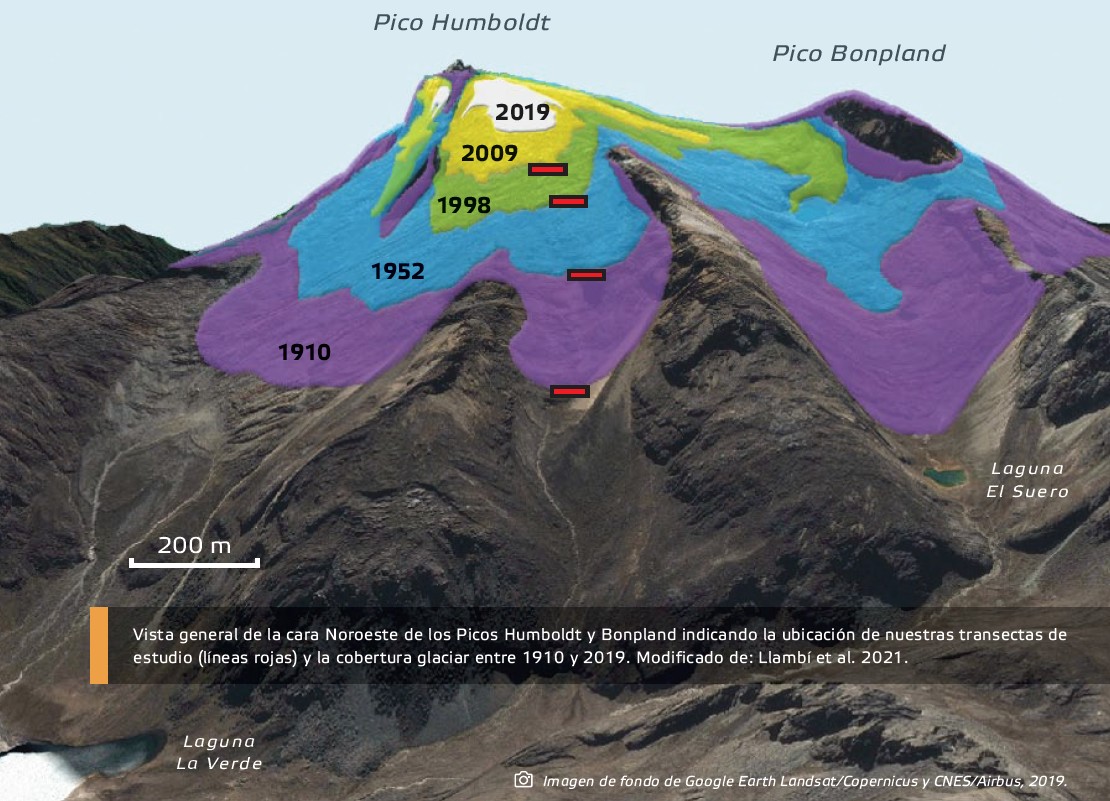 Pico Humboldt
Pico Bonpland
2019
2009
1998
1952
1910
Laguna
El Suero
200 m
Vista general de la cara Noroeste de los Picos Humboldt y Bonpland indicando la ubicación de nuestras transectas de
estudio (líneas rojas) y la cobertura glaciar entre 1910 y 2019. Modificado de: Llambí et al. 2021.
Laguna
La Verde
Imagen de fondo de Google Earth Landsat/Copernicus y CNES/Airbus, 2019.